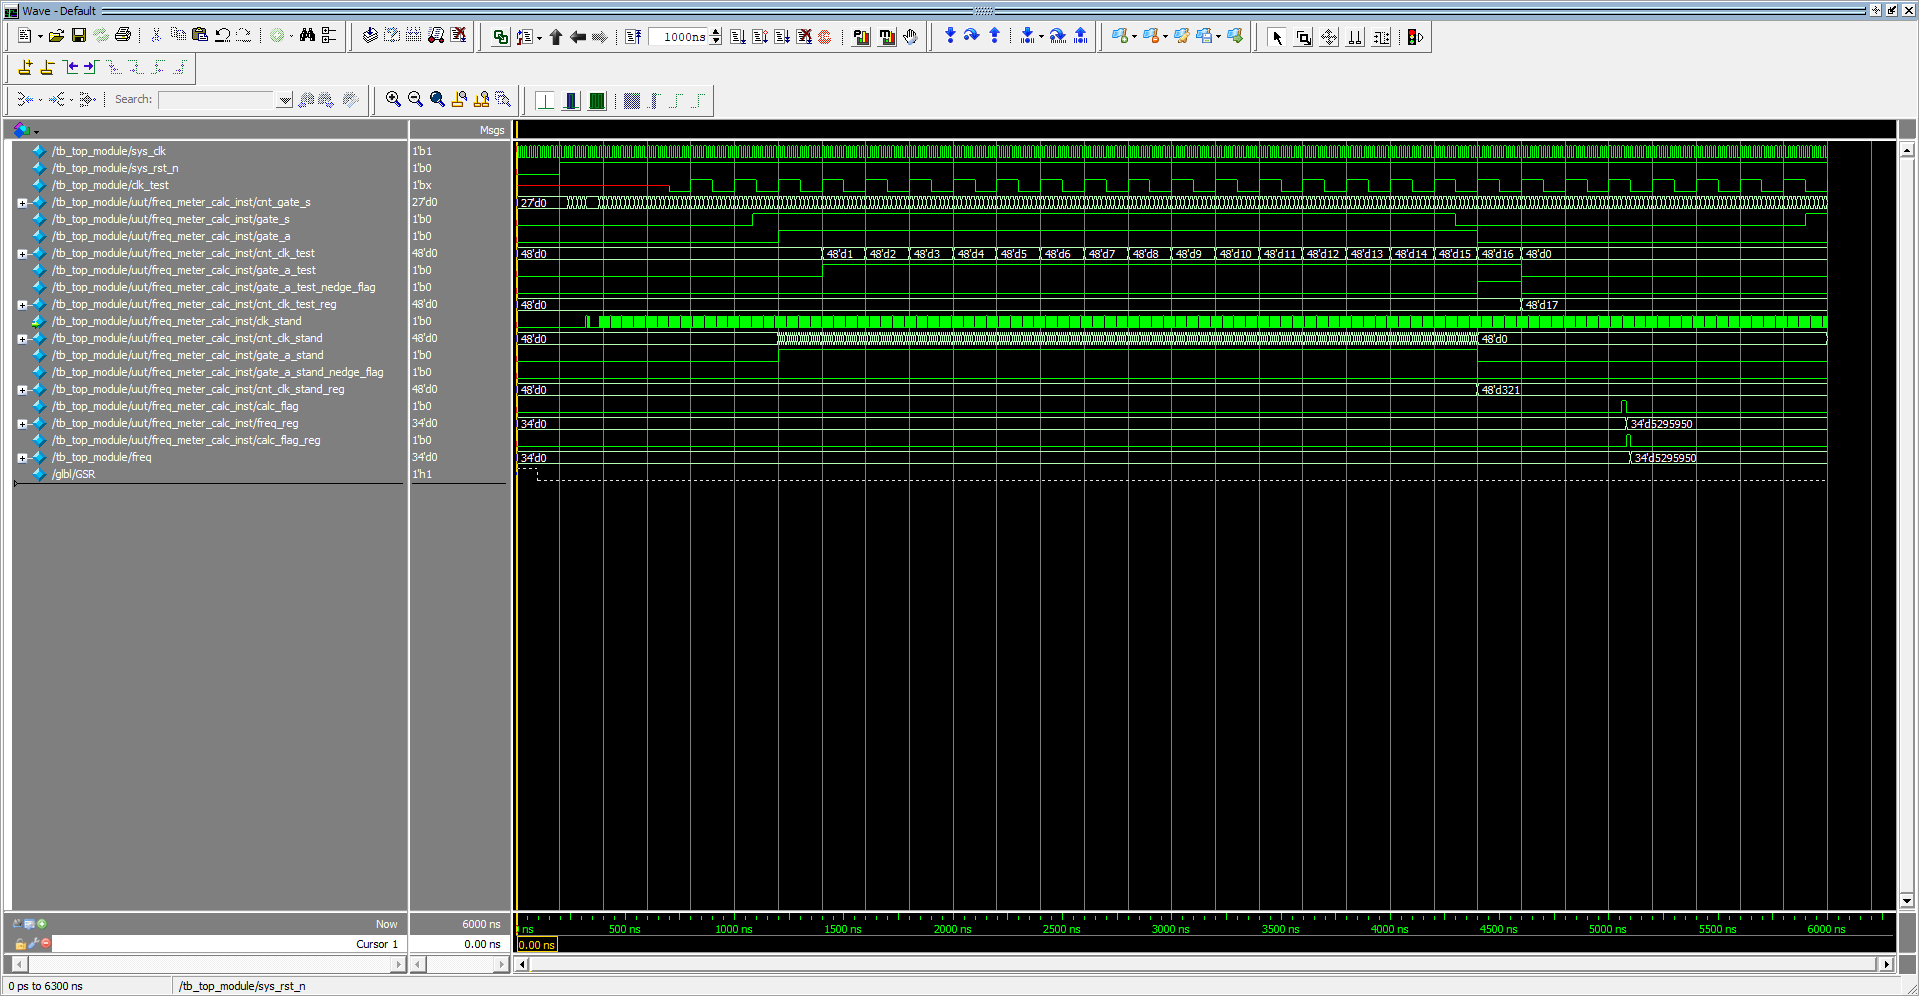 Wave - Default
1000ns
Search:
Msgs
/tb_top_module/sys_clk 1'b1
/tb_top_module/sys_rst_n 1'b0
/tb_top_module/clk_test 1'bx
/tb_top_module/uut/freq_meter_calc_inst/cnt_gate_s 27'd0 27'd0
/tb_top_module/uut/freq_meter_calc_inst/gate_s 1'b0
/tb_top_module/uut/freq_meter_calc_inst/gate_a 1'b0
/tb_top_module/uut/freq_meter_calc_inst/cnt_clk_test 48'd0 48'd0 48'd1 48'd2 48'd3 48'd4 48'd5 48'd6 48'd7 48'd8 48'd9 48'd10 48'd11 48'd12 48'd13 48'd14 48'd15 48'd16 48'd0
/tb_top_module/uut/freq_meter_calc_inst/gate_a_test 1'b0
/tb_top_module/uut/freq_meter_calc_inst/gate_a_test_nedge_flag 1'b0
/tb_top_module/uut/freq_meter_calc_inst/cnt_clk_test_reg 48'd0 48'd0 48'd17
/tb_top_module/uut/freq_meter_calc_inst/clk_stand 1'b0
/tb_top_module/uut/freq_meter_calc_inst/cnt_clk_stand 48'd0 48'd0 48'd0
/tb_top_module/uut/freq_meter_calc_inst/gate_a_stand 1'b0
/tb_top_module/uut/freq_meter_calc_inst/gate_a_stand_nedge_flag 1'b0
/tb_top_module/uut/freq_meter_calc_inst/cnt_clk_stand_reg 48'd0 48'd0 48'd321
/tb_top_module/uut/freq_meter_calc_inst/calc_flag 1'b0
/tb_top_module/uut/freq_meter_calc_inst/freq_reg 34'd0 34'd0 34'd5295950
/tb_top_module/uut/freq_meter_calc_inst/calc_flag_reg 1'b0
/tb_top_module/freq 34'd0 34'd0 34'd5295950
/glbl/GSR 1'h1
Now 6000 ns ns 500 ns 1000 ns 1500 ns 2000 ns 2500 ns 3000 ns 3500 ns 4000 ns 4500 ns 5000 ns 5500 ns 6000 ns
Cursor 1 0.00 ns 0.00 ns
0 ps to 6300 ns /tb_top_module/sys_rst_n